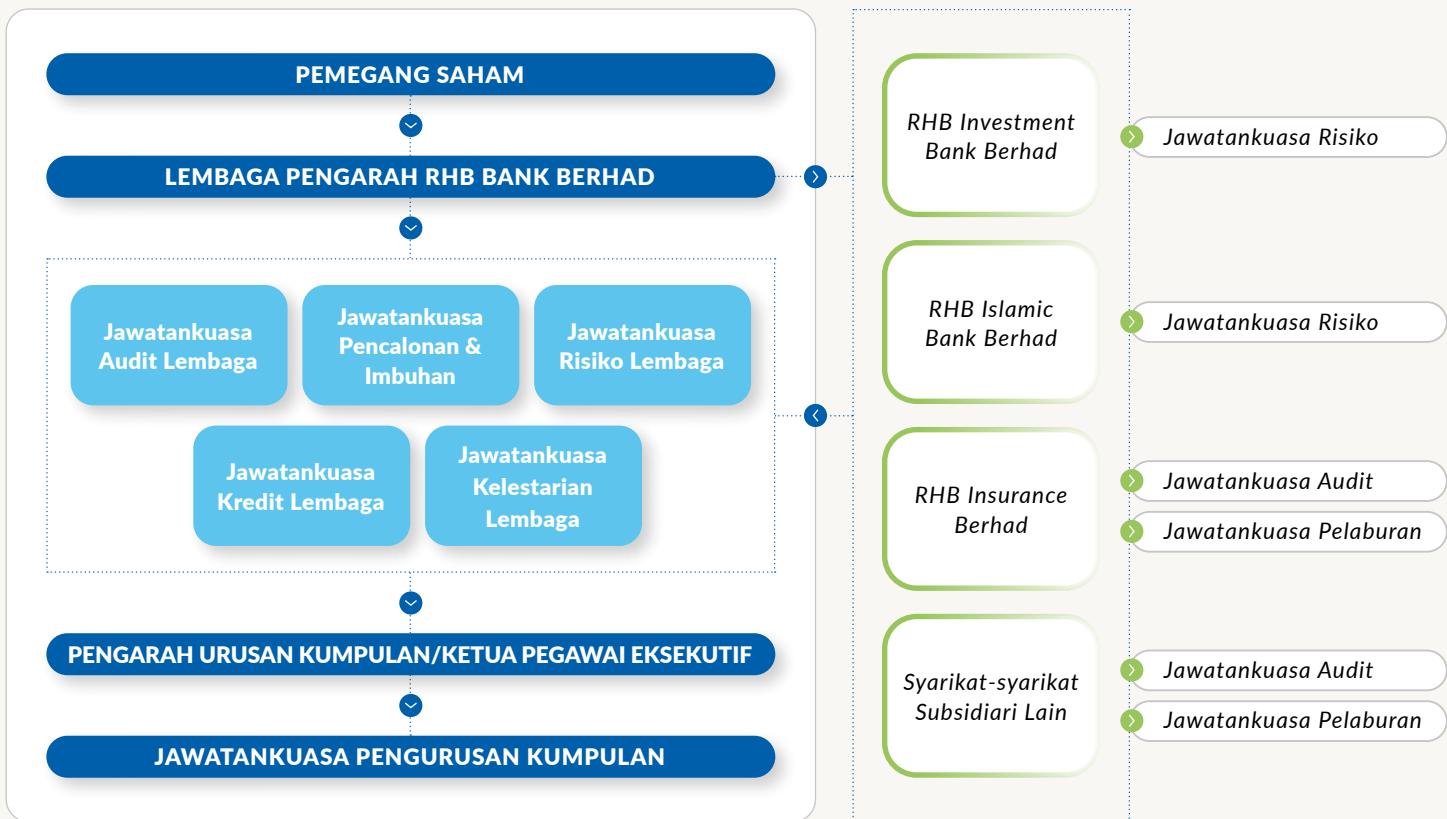 PEMEGANG SAHAM
LEMBAGA PENGARAH RHB BANK BERHAD
Jawatankuasa
Audit Lembaga
Jawatankuasa
Pencalonan &
Imbuhan
Jawatankuasa
Risiko Lembaga
Jawatankuasa
Kredit Lembaga
Jawatankuasa
Kelestarian
Lembaga
PENGARAH URUSAN KUMPULAN/KETUA PEGAWAI EKSEKUTIF
JAWATANKUASA PENGURUSAN KUMPULAN
RHB Investment
Bank Berhad
Jawatankuasa Risiko
RHB Islamic
Bank Berhad
Jawatankuasa Risiko
RHB Insurance
Berhad
Jawatankuasa Audit
Jawatankuasa Pelaburan
Syarikat-syarikat
Subsidiari Lain
Jawatankuasa Audit
Jawatankuasa Pelaburan